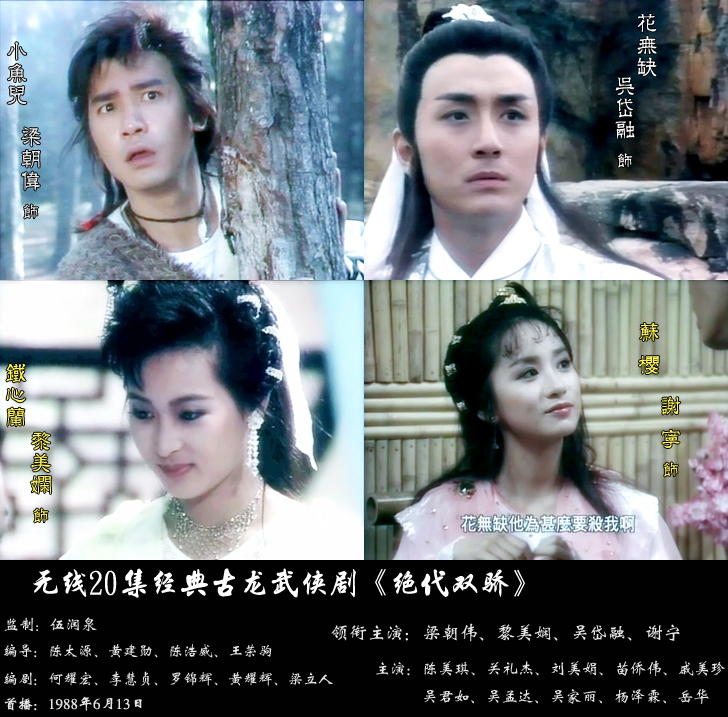 小魚兒
梁朝偉 飾
花無缺
吳岱融 飾
鐵心蘭
黎美嫻 飾
蘇櫻
謝寧 飾
花無缺他為甚麼要殺我啊
无线20集经典古龙武侠剧《绝代双骄》
监制：伍润泉
编导：陈太源、黄建勋、陈浩威、王荣驹
编剧：何耀宏、李慧贞、罗锦辉、黄耀辉、梁立人
首播：1988年6月13日
领衔主演：梁朝伟、黎美娴、吴岱融、谢宁
主演：陈美琪、关礼杰、刘美娟、苗侨伟、戚美珍
吴君如、吴孟达、吴家丽、杨泽霖、岳华